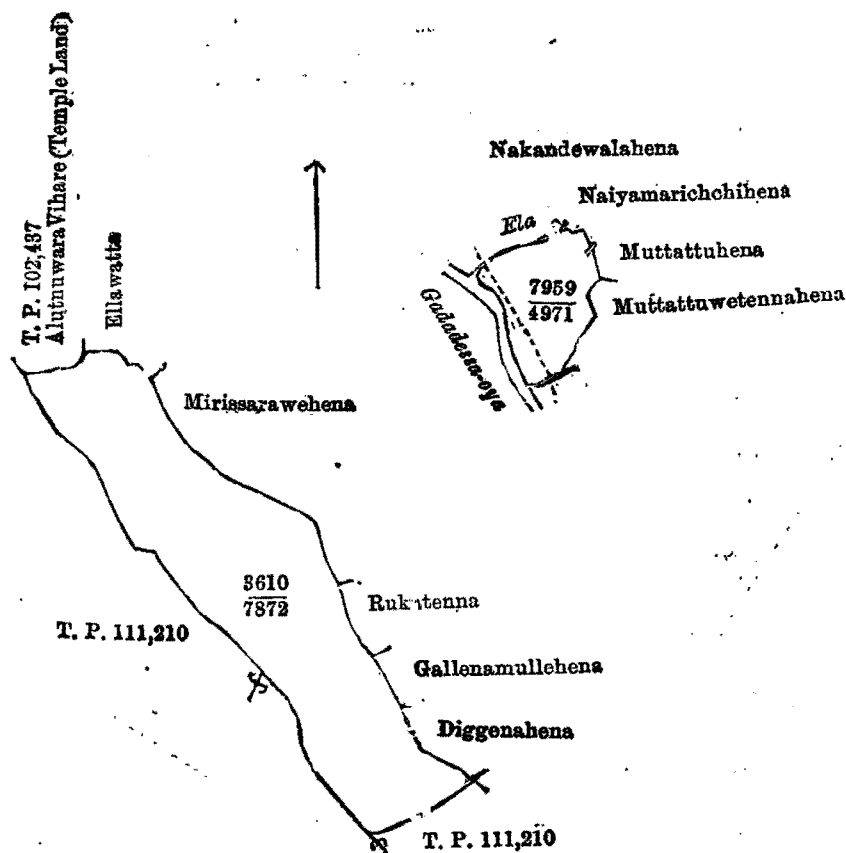 T. P. 102,437
Alutnuwara Vihare (Temple Land)
Ellawatta
Nakandewalahena
Naiyamarichchihena
Ela
Muttattuhena
7959
4971
Muttattuwetennahena
Gadadessa-oya
Mirissarawehena
3610
7872
T. P. 111,210
Gallenamullehena
Diggenahena
T. P. 111,210